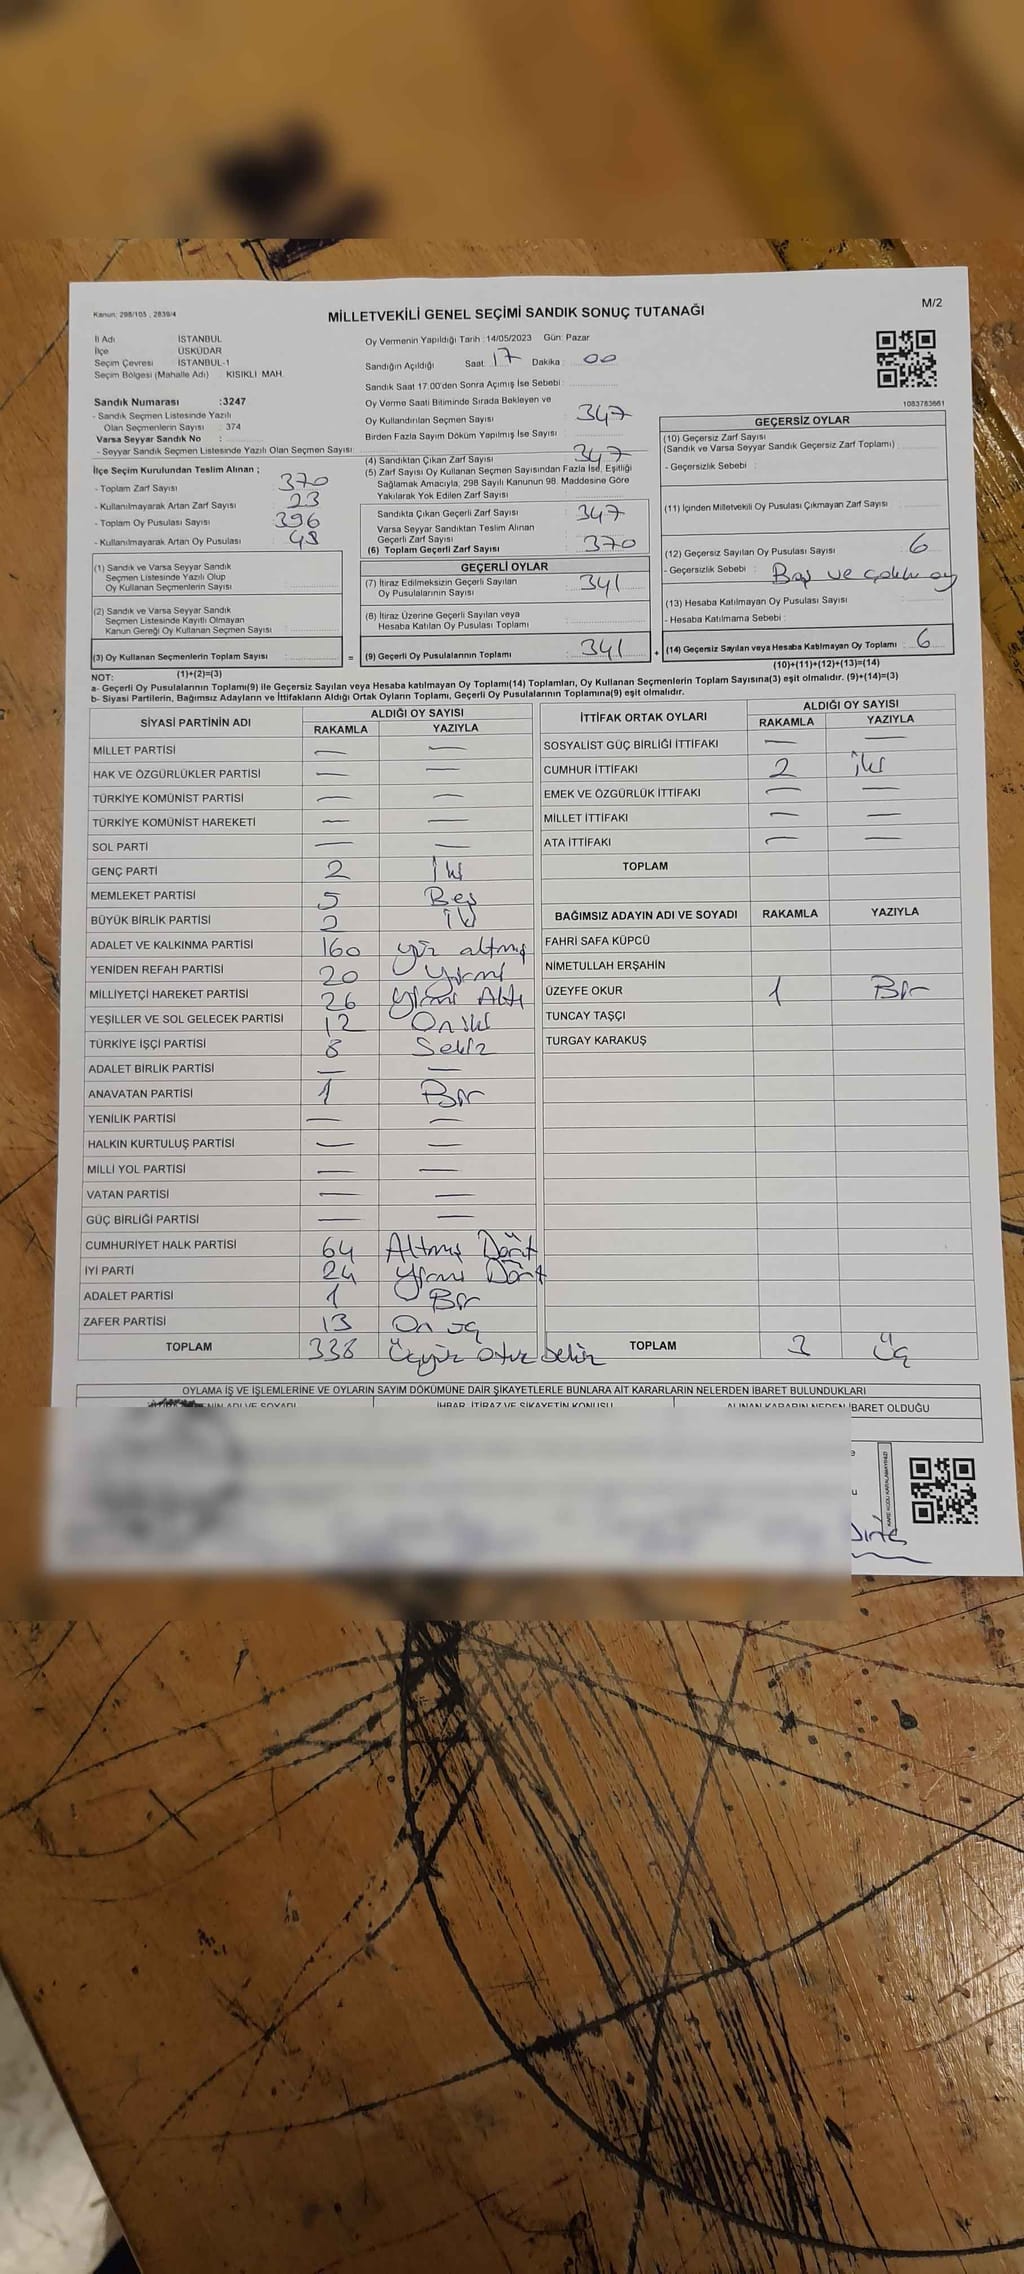 Kanun: 298/105 , 2839/4
MİLLETVEKİLİ GENEL SEÇİMİ SANDIK SONUÇ TUTANAĞI
M/2
İl Adı İSTANBUL
İlçe ÜSKÜDAR
Seçim Çevresi İSTANBUL-1
Seçim Bölgesi (Mahalle Adı) : KISIKLI MAH.
Sandık Numarası :3247
- Sandık Seçmen Listesinde Yazılı
Olan Seçmenlerin Sayısı : 374
Varsa Seyyar Sandık No :
- Seyyar Seçmen Listesinde Yazılı Olan Seçmen Sayısı:
İlçe Seçim Kurulundan Teslim Alınan ;
- Toplam Zarf Sayısı 370
- Kullanılmayarak Artan Zarf Sayısı 23
- Toplam Oy Pusulası Sayısı 396
- Kullanılmayarak Artan Oy Pusulası 48
Oy Vermenin Yapıldığı Tarih : 14/05/2023 Gün: Pazar
Sandığın Açıldığı Saat: 17 Dakika : 00
Sandık Saat 17:00'den Sonra Açımış İse Sebebi :
Oy Verme Saati Bitiminde Sırada Bekleyen ve
Oy Kullandırılan Seçmen Sayısı : 347
Birden Fazla Sayım Döküm Yapılmış İse Sayısı :
(4) Sandıktan Çıkan Zarf Sayısı : 347
(5) Zarf Sayısı Oy Kullanan Seçmen Sayısından Fazla İse, Eşitliği
Sağlamak Amacıyla, 298 Sayılı Kanunun 98. Maddesine Göre
Yakılarak Yok Edilen Zarf Sayısı :
Sandıkta Çıkan Geçerli Zarf Sayısı : 347
Varsa Seyyar Sandıktan Teslim Alınan
Geçerli Zarf Sayısı :
(6) Toplam Geçerli Zarf Sayısı : 370
1083783661
GEÇERSİZ OYLAR
(10) Geçersiz Zarf Sayısı
(Sandık ve Varsa Seyyar Sandık Geçersiz Zarf Toplamı) :
- Geçersizlik Sebebi :
(11) İçinden Milletvekili Oy Pusulası Çıkmayan Zarf Sayısı :
(12) Geçersiz Sayılan Oy Pusulası Sayısı : 6
- Geçersizlik Sebebi : Boş ve çoklu oy
(13) Hesaba Katılmayan Oy Pusulası Sayısı :
- Hesaba Katılmama Sebebi :
(14) Geçersiz Sayılan veya Hesaba Katılmayan Oy Toplamı : 6
(10)+(11)+(12)+(13)=(14)
(1) Sandık ve Varsa Seyyar Sandık
Seçmen Listesinde Yazılı Olup
Oy Kullanan Seçmenlerin Sayısı :
(2) Sandık ve Varsa Seyyar Sandık
Seçmen Listesinde Kayıtlı Olmayan
Kanun Gereği Oy Kullanan Seçmen Sayısı :
(3) Oy Kullanan Seçmenlerin Toplam Sayısı :
(1)+(2)=(3)
GEÇERLİ OYLAR
(7) İtiraz Edilmeksizin Geçerli Sayılan
Oy Pusulalarının Sayısı : 341
(8) İtiraz Üzerine Geçerli Sayılan veya
Hesaba Katılan Oy Pusulası Toplamı :
= (9) Geçerli Oy Pusulalarının Toplamı : 341 +
NOT:
a- Geçerli Oy Pusulalarının Toplamı(9) ile Geçersiz Sayılan veya Hesaba katılmayan Oy Toplamı(14) Toplamları, Oy Kullanan Seçmenlerin Toplam Sayısına(3) eşit olmalıdır. (9)+(14)=(3)
b- Siyasi Partilerin, Bağımsız Adayların ve İttifakların Aldığı Ortak Oyların Toplamı, Geçerli Oy Pusulalarının Toplamına(9) eşit olmalıdır.
SİYASİ PARTİNİN ADI ALDIĞI OY SAYISI
RAKAMLA YAZIYLA
MİLLET PARTİSİ — —
HAK VE ÖZGÜRLÜKLER PARTİSİ — —
TÜRKİYE KOMÜNİST PARTİSİ — —
TÜRKİYE KOMÜNİST HAREKETİ — —
SOL PARTİ — —
GENÇ PARTİ 2 İki
MEMLEKET PARTİSİ 5 Beş
BÜYÜK BİRLİK PARTİSİ 2 İki
ADALET VE KALKINMA PARTİSİ 160 yüz altmış
YENİDEN REFAH PARTİSİ 20 Yirmi
MİLLİYETÇİ HAREKET PARTİSİ 26 Yirmi Altı
YEŞİLLER VE SOL GELECEK PARTİSİ 12 On iki
TÜRKİYE İŞÇİ PARTİSİ 8 Sekiz
ADALET BİRLİK PARTİSİ — —
ANAVATAN PARTİSİ 1 Bir
YENİLİK PARTİSİ — —
HALKIN KURTULUŞ PARTİSİ — —
MİLLİ YOL PARTİSİ — —
VATAN PARTİSİ — —
GÜÇ BİRLİĞİ PARTİSİ — —
CUMHURİYET HALK PARTİSİ 64 Altmış Dört
İYİ PARTİ 24 Yirmi Dört
ADALET PARTİSİ 1 Bir
ZAFER PARTİSİ 13 On üç
TOPLAM 338 Üçyüz otuz sekiz
İTTİFAK ORTAK OYLARI ALDIĞI OY SAYISI
RAKAMLA YAZIYLA
SOSYALİST GÜÇ BİRLİĞİ İTTİFAKI — —
CUMHUR İTTİFAKI 2 İki
EMEK VE ÖZGÜRLÜK İTTİFAKI — —
MİLLET İTTİFAKI — —
ATA İTTİFAKI — —
TOPLAM
BAĞIMSIZ ADAYIN ADI VE SOYADI RAKAMLA YAZIYLA
FAHRİ SAFA KÜPCÜ
NİMETULLAH ERŞAHİN
ÜZEYFE OKUR 1 Bir
TUNCAY TAŞÇI
TURGAY KARAKUŞ
TOPLAM 3 Üç
OYLAMA İŞ VE İŞLEMLERİNE VE OYLARIN SAYIM DÖKÜMÜNE DAİR ŞİKAYETLERLE BUNLARA AİT KARARLARIN NELERDEN İBARET BULUNDUKLARI
ADI VE SOYADI İHBAR, İTİRAZ VE ŞİKAYETİN KONUSU ALINAN KARARIN NEDEN İBARET OLDUĞU
KARE KODU KARALAMAYINIZ